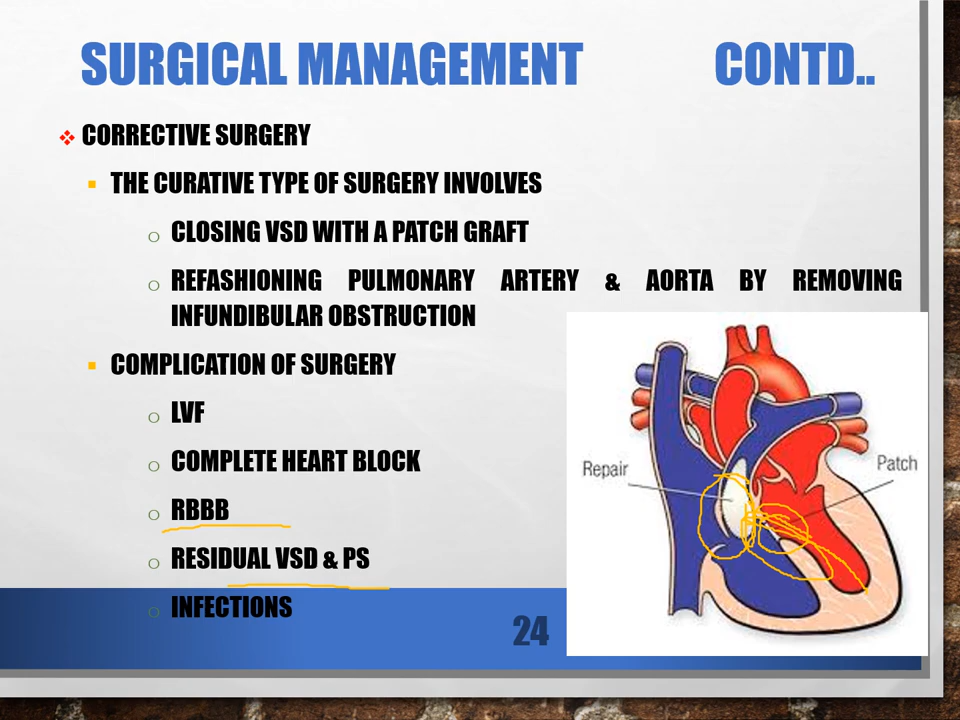 SURGICAL MANAGEMENT CONTD..
❖ CORRECTIVE SURGERY
▪ THE CURATIVE TYPE OF SURGERY INVOLVES
o CLOSING VSD WITH A PATCH GRAFT
o REFASHIONING PULMONARY ARTERY & AORTA BY REMOVING
INFUNDIBULAR OBSTRUCTION
▪ COMPLICATION OF SURGERY
o LVF
o COMPLETE HEART BLOCK
o RBBB
o RESIDUAL VSD & PS
o INFECTIONS
Repair
Patch
24